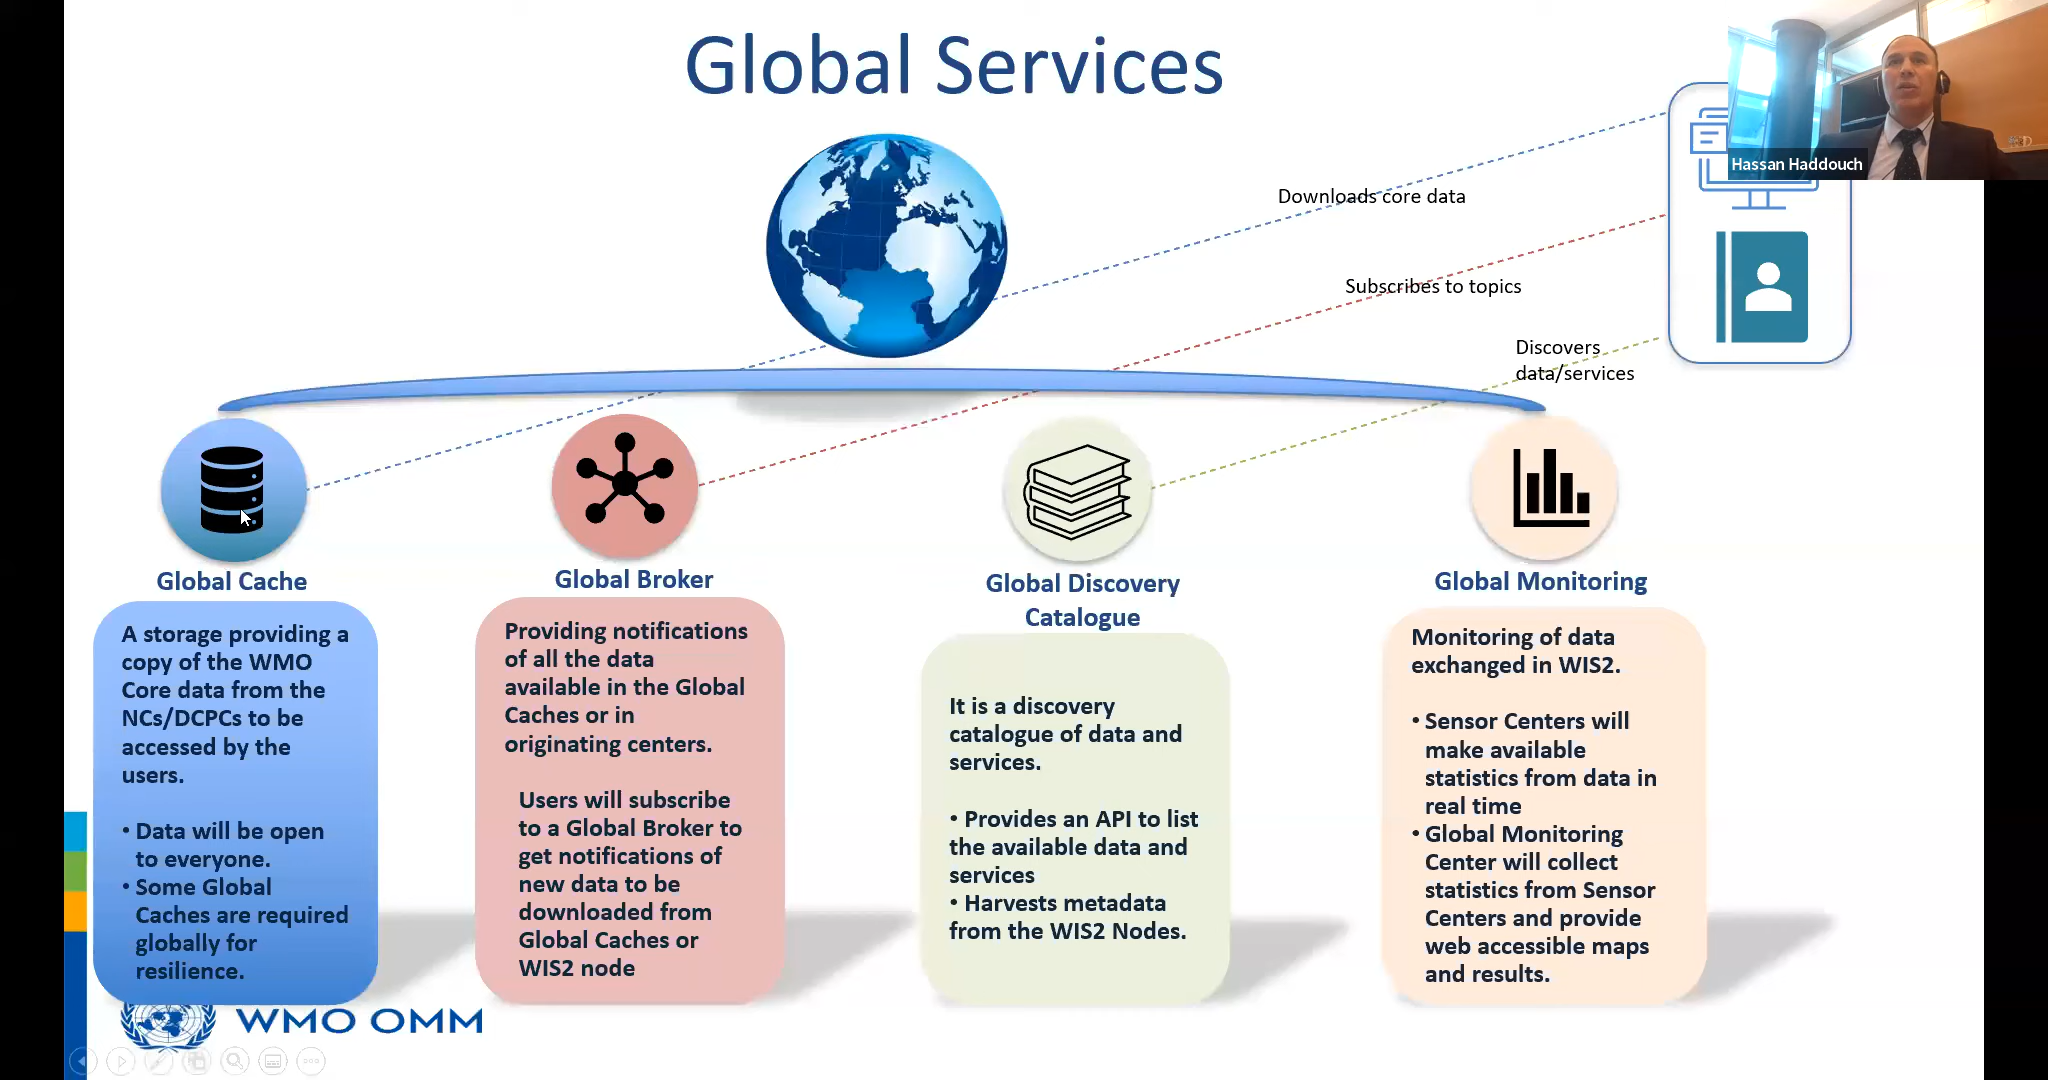 Global Services
Hassan Haddouch
Downloads core data
Subscribes to topics
Discovers
data/services
Global Cache
A storage providing a
copy of the WMO
Core data from the
NCs/DCPCs to be
accessed by the
users.
• Data will be open
to everyone.
• Some Global
Caches are required
globally for
resilience.
Global Broker
Providing notifications
of all the data
available in the Global
Caches or in
originating centers.
Users will subscribe
to a Global Broker to
get notifications of
new data to be
downloaded from
Global Caches or
WIS2 node
Global Discovery
Catalogue
It is a discovery
catalogue of data and
services.
• Provides an API to list
the available data and
services
• Harvests metadata
from the WIS2 Nodes.
Global Monitoring
Monitoring of data
exchanged in WIS2.
• Sensor Centers will
make available
statistics from data in
real time
• Global Monitoring
Center will collect
statistics from Sensor
Centers and provide
web accessible maps
and results.
WMO OMM